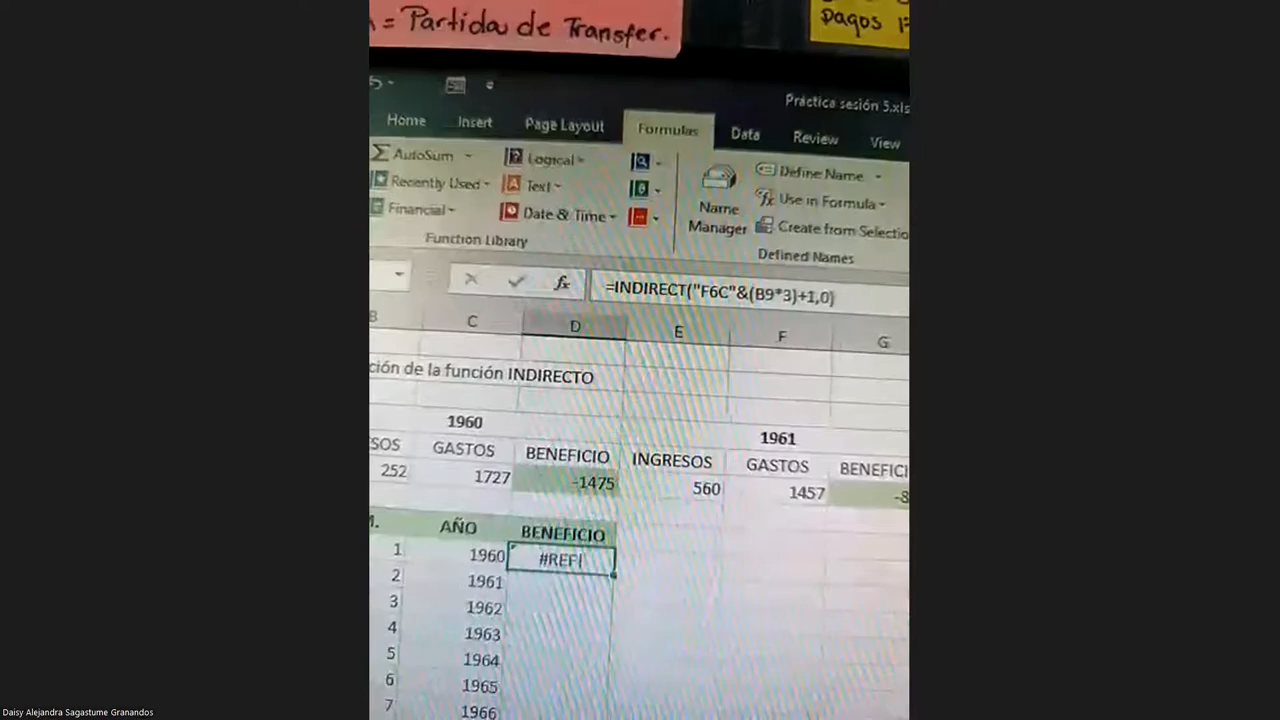 = Partida de Transfer.
pagos
Práctica sesión 5.xls
Home Insert Page Layout Formulas Data Review View
AutoSum Logical
Recently Used Text
Financial Date & Time
Function Library
Name Manager
Define Name
Use in Formula
Create from Selectio
Defined Names
fx =INDIRECT("F6C"&(B9*3)+1,0)
B C D E F G
ción de la función INDIRECTO
1960 1961
SOS GASTOS BENEFICIO INGRESOS GASTOS BENEFICI
252 1727 -1475 560 1457 -8
AÑO BENEFICIO
1 1960 #REF!
2 1961
3 1962
4 1963
5 1964
6 1965
7 1966
Daisy Alejandra Sagastume Granandos